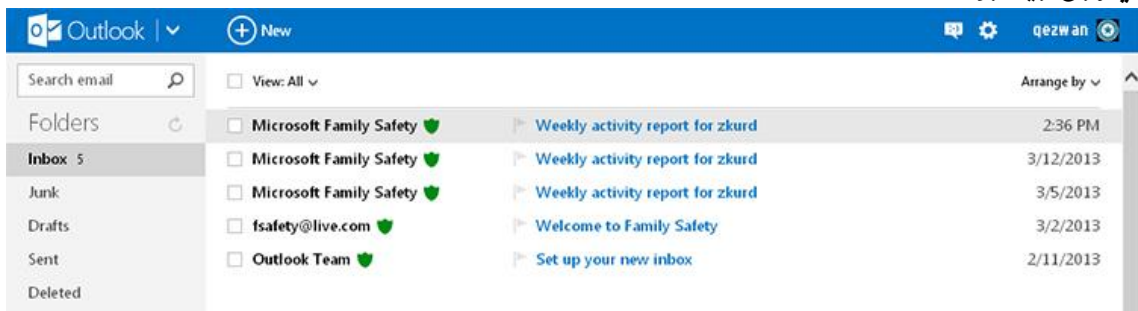 Outlook New qezwan
Search email View: All Arrange by
Folders Microsoft Family Safety Weekly activity report for zkurd 2:36 PM
Inbox 5 Microsoft Family Safety Weekly activity report for zkurd 3/12/2013
Junk Microsoft Family Safety Weekly activity report for zkurd 3/5/2013
Drafts fsafety@live.com Welcome to Family Safety 3/2/2013
Sent Outlook Team Set up your new inbox 2/11/2013
Deleted